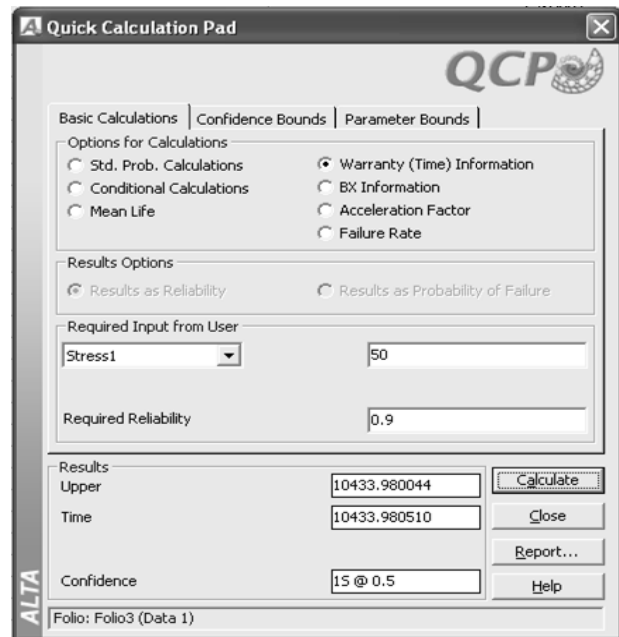 Quick Calculation Pad
QCP
Basic Calculations
Confidence Bounds
Parameter Bounds
Options for Calculations
Std. Prob. Calculations
Warranty (Time) Information
Conditional Calculations
BX Information
Mean Life
Acceleration Factor
Failure Rate
Results Options
Results as Reliability
Results as Probability of Failure
Required Input from User
Stress1
50
Required Reliability
0.9
Results
Upper
10433.980044
Calculate
Time
10433.980510
Close
Report...
Confidence
1S @ 0.5
Help
ALTA
Folio: Folio3 (Data 1)